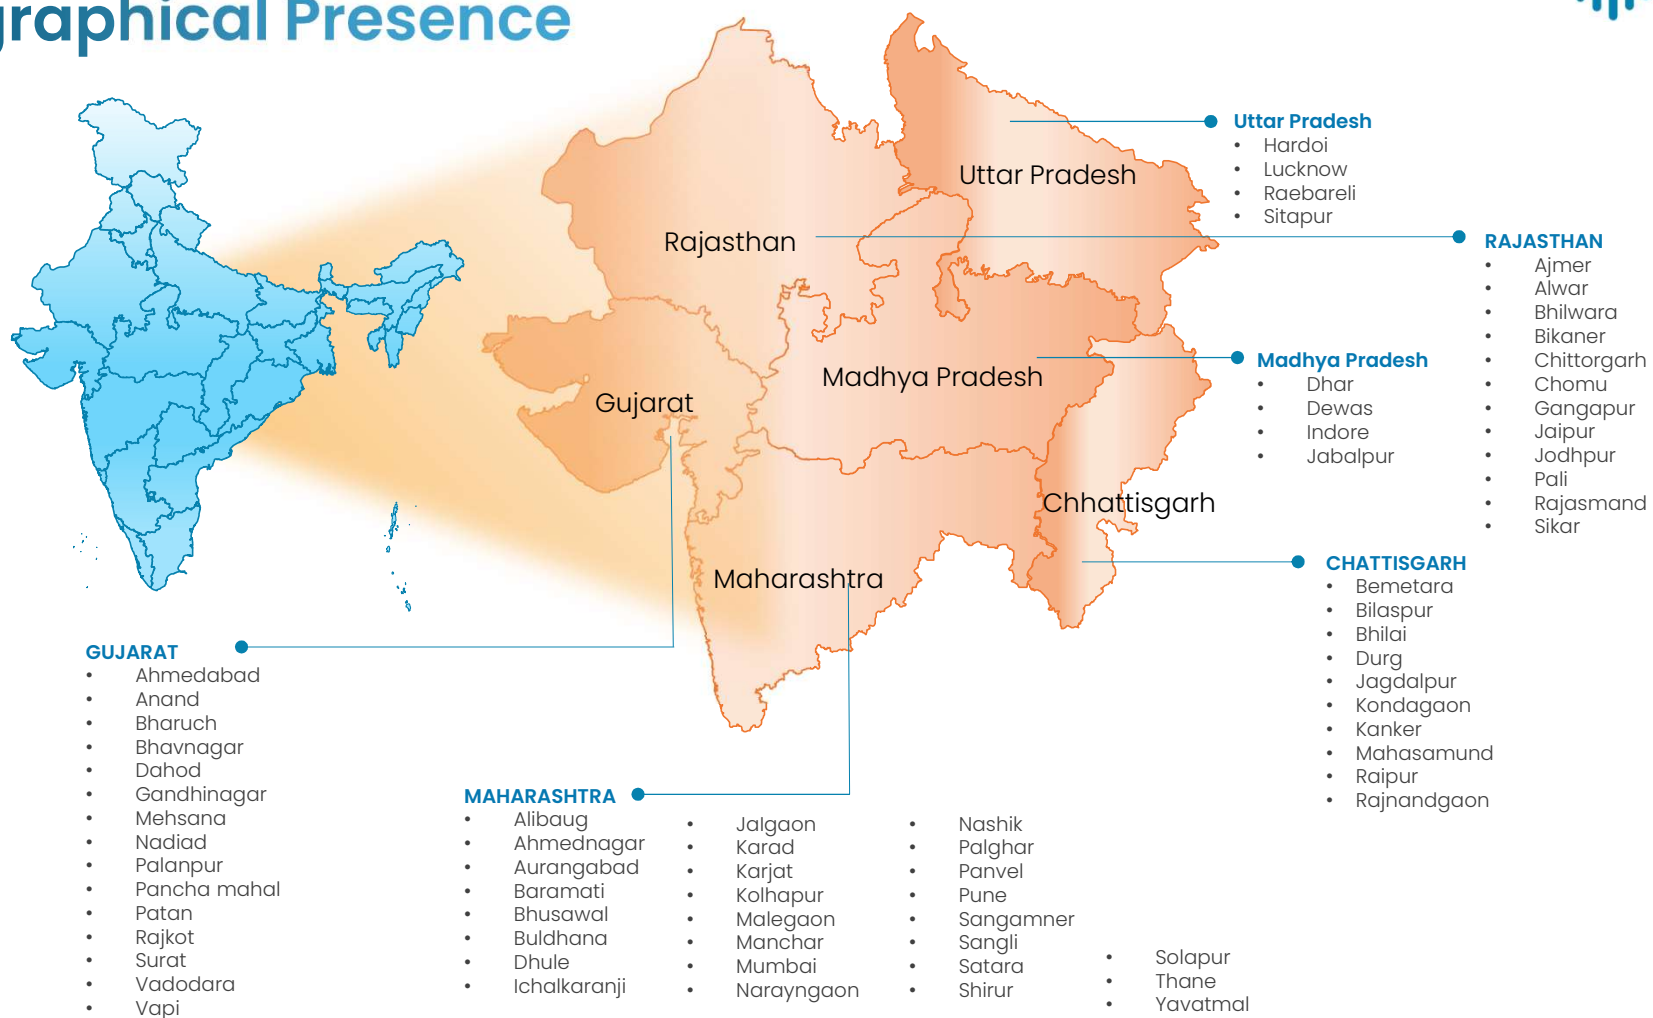 graphical Presence
Uttar Pradesh
Rajasthan
Gujarat
Madhya Pradesh
Chhattisgarh
Maharashtra
Uttar Pradesh
• Hardoi
• Lucknow
• Raebareli
• Sitapur
RAJASTHAN
• Ajmer
• Alwar
• Bhilwara
• Bikaner
• Chittorgarh
• Chomu
• Gangapur
• Jaipur
• Jodhpur
• Pali
• Rajasmand
• Sikar
Madhya Pradesh
• Dhar
• Dewas
• Indore
• Jabalpur
CHATTISGARH
• Bemetara
• Bilaspur
• Bhilai
• Durg
• Jagdalpur
• Kondagaon
• Kanker
• Mahasamund
• Raipur
• Rajnandgaon
GUJARAT
• Ahmedabad
• Anand
• Bharuch
• Bhavnagar
• Dahod
• Gandhinagar
• Mehsana
• Nadiad
• Palanpur
• Pancha mahal
• Patan
• Rajkot
• Surat
• Vadodara
• Vapi
MAHARASHTRA
• Alibaug
• Ahmednagar
• Aurangabad
• Baramati
• Bhusawal
• Buldhana
• Dhule
• Ichalkaranji
• Jalgaon
• Karad
• Karjat
• Kolhapur
• Malegaon
• Manchar
• Mumbai
• Narayngaon
• Nashik
• Palghar
• Panvel
• Pune
• Sangamner
• Sangli
• Satara
• Shirur
• Solapur
• Thane
• Yavatmal